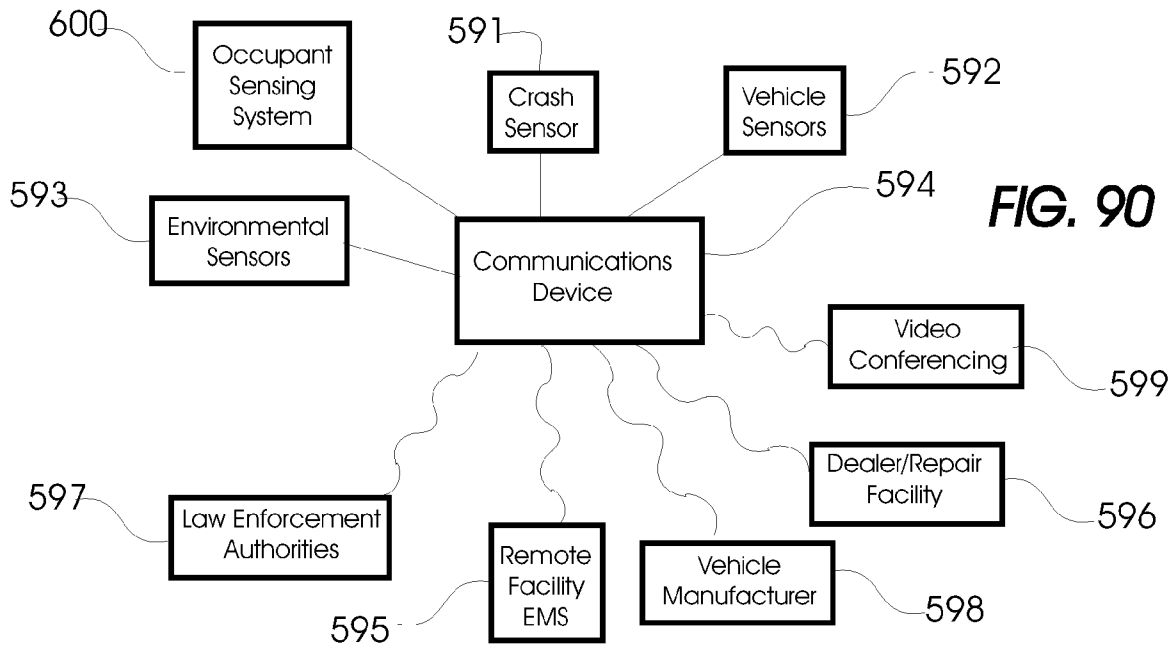 600
Occupant
Sensing
System
591
Crash
Sensor
Vehicle
Sensors
592
593
Environmental
Sensors
Communications
Device
594
FIG. 90
Video
Conferencing
599
Dealer/Repair
Facility
596
597
Law Enforcement
Authorities
Remote
Facility
EMS
595
Vehicle
Manufacturer
598